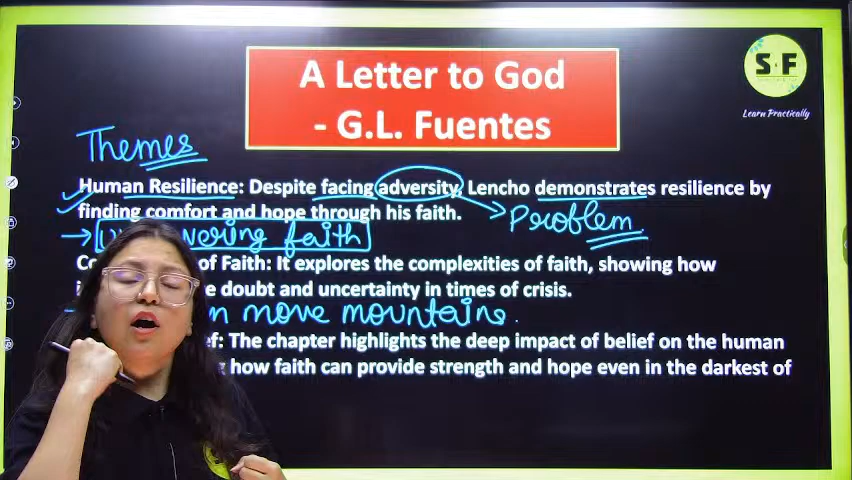 A Letter to God
- G.L. Fuentes
S F
Learn Practically
Themes
Human Resilience: Despite facing adversity, Lencho demonstrates resilience by
finding comfort and hope through his faith.
Problem
faith
of Faith: It explores the complexities of faith, showing how
doubt and uncertainty in times of crisis.
move mountains.
The chapter highlights the deep impact of belief on the human
how faith can provide strength and hope even in the darkest of